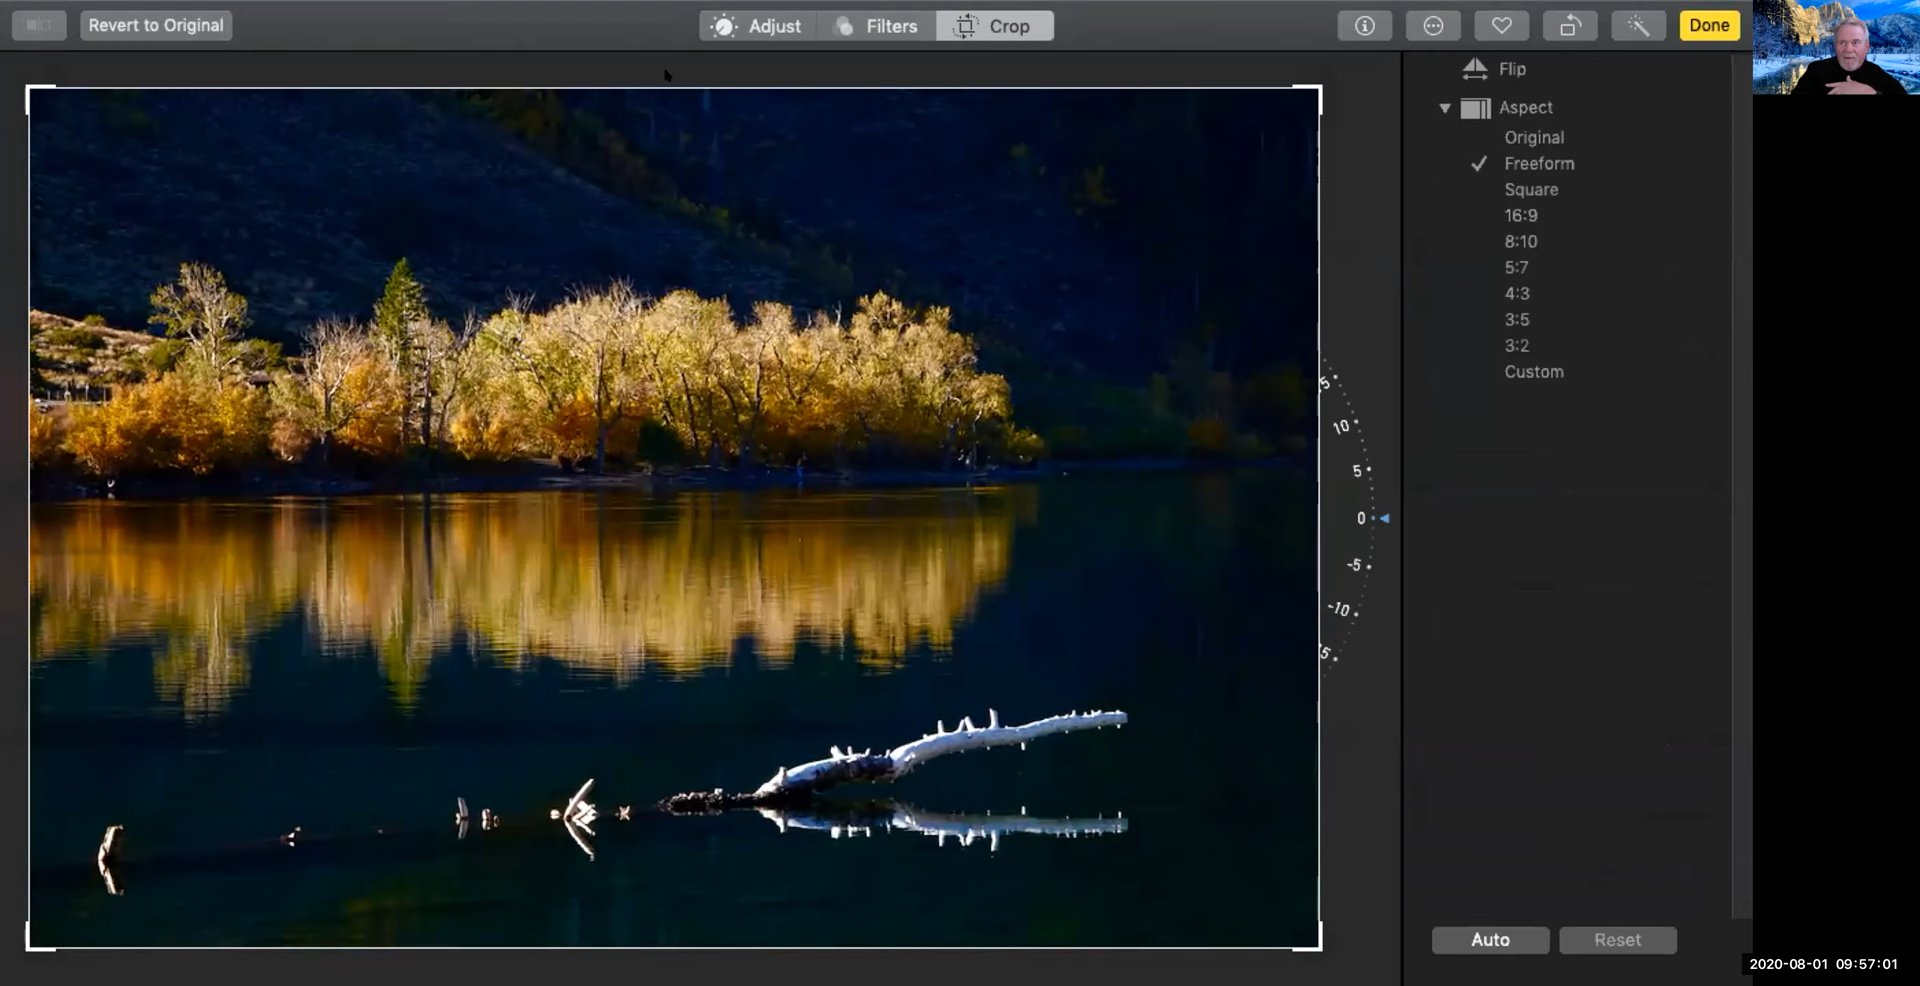 Revert to Original
Adjust
Filters
Crop
Done
Flip
Aspect
Original
Freeform
Square
16:9
8:10
5:7
4:3
3:5
3:2
Custom
5
10
5
0
-5
-10
5
Auto
Reset
2020-08-01 09:57:01